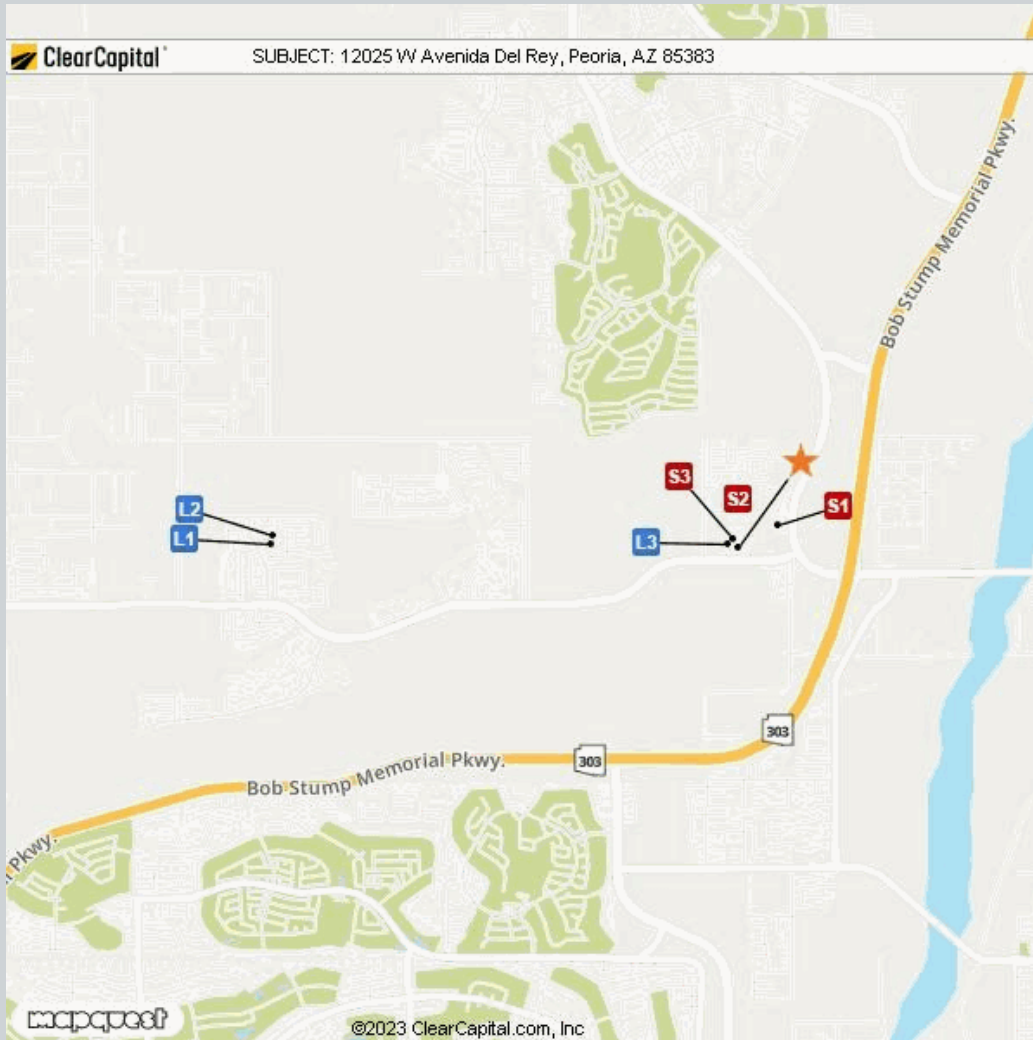 ClearCapital
SUBJECT: 12025 W Avenida Del Rey, Peoria, AZ 85383
Bob Stump Memorial Pkwy.
S3
S2
S1
L2
L1
L3
303
303
Bob Stump Memorial Pkwy.
Pkwy.
mapquest
©2023 ClearCapital.com, Inc